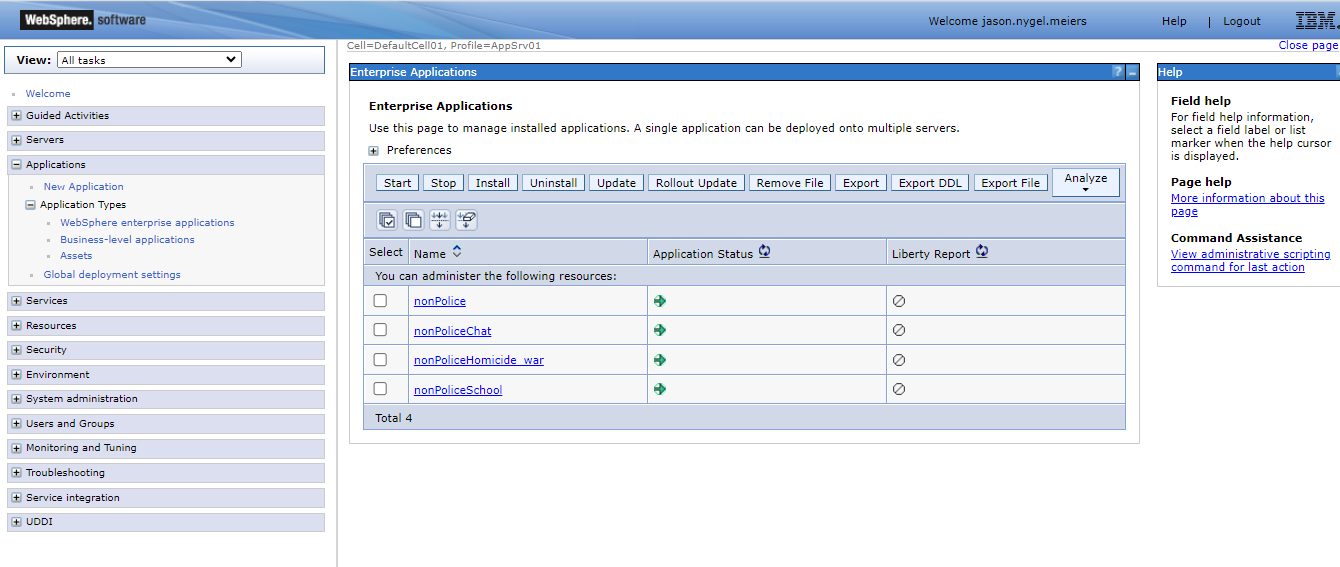 WebSphere. software
Welcome jason.nygel.meiers
Help | Logout
IBM.
View: All tasks
Cell=DefaultCell01, Profile=AppSrv01
Close page
Welcome
Guided Activities
Servers
Applications
New Application
Application Types
WebSphere enterprise applications
Business-level applications
Assets
Global deployment settings
Services
Resources
Security
Environment
System administration
Users and Groups
Monitoring and Tuning
Troubleshooting
Service integration
UDDI
Enterprise Applications
Enterprise Applications
Use this page to manage installed applications. A single application can be deployed onto multiple servers.
Preferences
Start Stop Install Uninstall Update Rollout Update Remove File Export Export DDL Export File Analyze
Select Name Application Status Liberty Report
You can administer the following resources:
nonPolice
nonPoliceChat
nonPoliceHomicide_war
nonPoliceSchool
Total 4
Help
Field help
For field help information,
select a field label or list
marker when the help cursor
is displayed.
Page help
More information about this
page
Command Assistance
View administrative scripting
command for last action